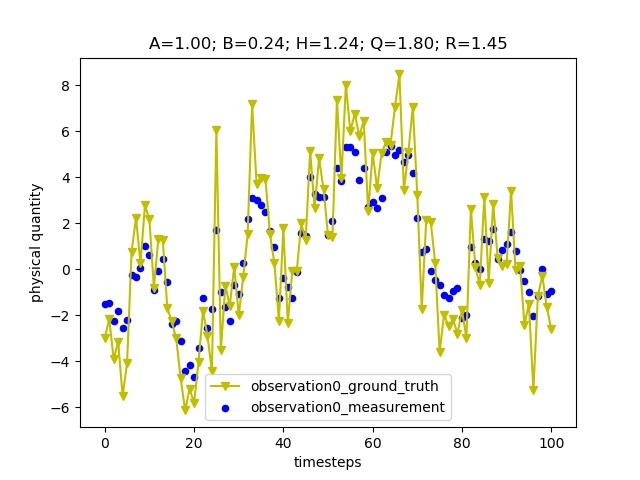 A=1.00; B=0.24; H=1.24; Q=1.80; R=1.45
physical quantity
8
6
4
2
0
−2
−4
−6
observation0_ground_truth
observation0_measurement
0
20
40
60
80
100
timesteps